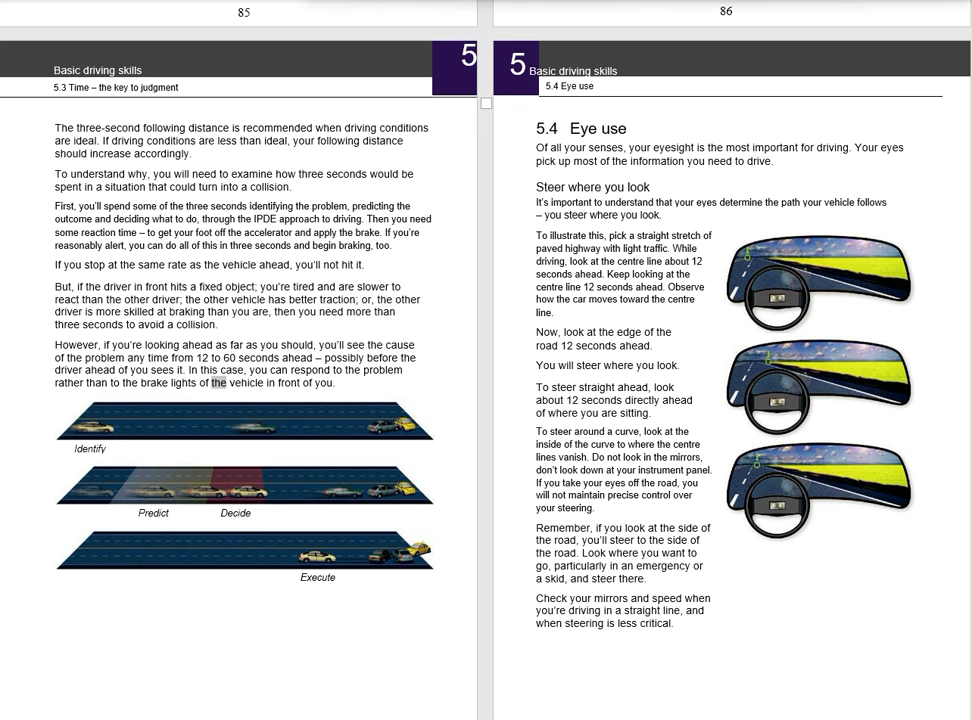 85
5
Basic driving skills
5.3 Time – the key to judgment
The three-second following distance is recommended when driving conditions
are ideal. If driving conditions are less than ideal, your following distance
should increase accordingly.
To understand why, you will need to examine how three seconds would be
spent in a situation that could turn into a collision.
First, you’ll spend some of the three seconds identifying the problem, predicting the
outcome and deciding what to do, through the IPDE approach to driving. Then you need
some reaction time – to get your foot off the accelerator and apply the brake. If you’re
reasonably alert, you can do all of this in three seconds and begin braking, too.
If you stop at the same rate as the vehicle ahead, you’ll not hit it.
But, if the driver in front hits a fixed object; you’re tired and are slower to
react than the other driver; the other vehicle has better traction; or, the other
driver is more skilled at braking than you are, then you need more than
three seconds to avoid a collision.
However, if you’re looking ahead as far as you should, you’ll see the cause
of the problem any time from 12 to 60 seconds ahead – possibly before the
driver ahead of you sees it. In this case, you can respond to the problem
rather than to the brake lights of the vehicle in front of you.
Identify
Predict Decide
Execute
86
5 Basic driving skills
5.4 Eye use
5.4 Eye use
Of all your senses, your eyesight is the most important for driving. Your eyes
pick up most of the information you need to drive.
Steer where you look
It’s important to understand that your eyes determine the path your vehicle follows
– you steer where you look.
To illustrate this, pick a straight stretch of
paved highway with light traffic. While
driving, look at the centre line about 12
seconds ahead. Keep looking at the
centre line 12 seconds ahead. Observe
how the car moves toward the centre
line.
Now, look at the edge of the
road 12 seconds ahead.
You will steer where you look.
To steer straight ahead, look
about 12 seconds directly ahead
of where you are sitting.
To steer around a curve, look at the
inside of the curve to where the centre
lines vanish. Do not look in the mirrors,
don’t look down at your instrument panel.
If you take your eyes off the road, you
will not maintain precise control over
your steering.
Remember, if you look at the side of
the road, you’ll steer to the side of
the road. Look where you want to
go, particularly in an emergency or
a skid, and steer there.
Check your mirrors and speed when
you’re driving in a straight line, and
when steering is less critical.